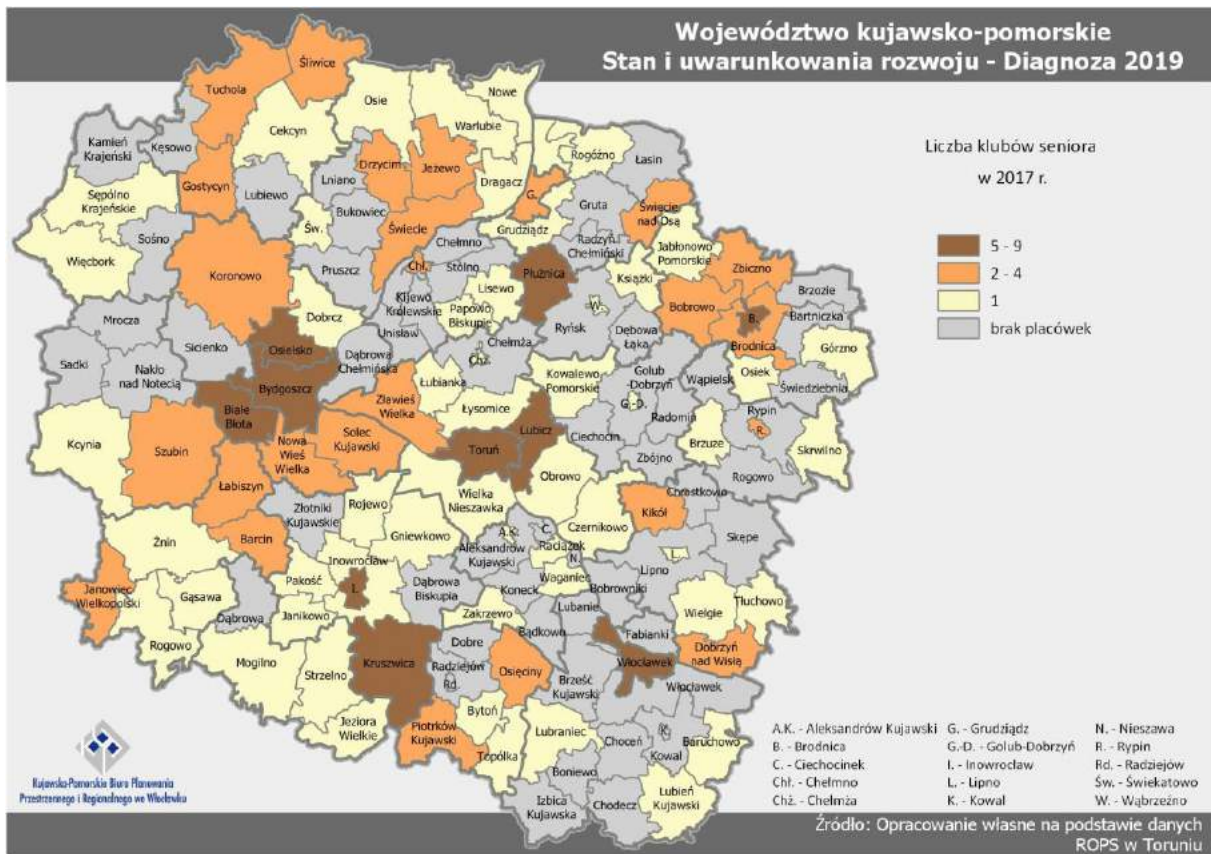 Województwo kujawsko-pomorskie
Stan i uwarunkowania rozwoju - Diagnoza 2019
Liczba klubów seniora
w 2017 r.
5 - 9
2 - 4
1
brak placówek
Śliwice
Tuchola
Nowe
Osie
Warlubie
Cekcyn
Kamień
Krajeński
Kęsowo
Rogóźno
Łasin
Drzycim
Jeżewo
Lniano
Dragacz
G.
Gostycyn
Lubiewo
Sępólno
Krajeńskie
Bukowiec
Gruta
Świecie
nad Osą
Św.
Świecie
Grudziądz
Sośno
Chełmno
Radzyń
Chełmiński
Jabłonowo
Pomorskie
Więcbork
Koronowo
Pruszcz
Chł.
Stolno
Płużnica
Książki
Zbiczno
Lisewo
Bobrowo
Brzozie
Kijewo
Królewskie
Papowo
Biskupie
W.
B.
Bartniczka
Dobrcz
Mrocza
Unisław
Ryńsk
Dębowa
Łąka
Sicienko
Osielsko
Chełmża
Brodnica
Górzno
Dąbrowa
Chełmińska
Chż.
Sadki
Nakło
nad Notecią
Łubianka
Kowalewo
Pomorskie
Golub-
Dobrzyń
Wąpielsk
Osiek
Świedziebnia
Bydgoszcz
Złławieś
Wielka
Łysomice
G.-D.
Radomin
Rypin
Białe
Błota
Lubicz
Ciechocin
R.
Kcynia
Szubin
Nowa
Wieś
Wielka
Solec
Kujawski
Toruń
Brzuze
Skrwilno
Zbójno
Rogowo
Łabiszyn
Obrowo
Wielka
Nieszawka
Chrostkowo
Złotniki
Kujawskie
Rojewo
Kikół
Czernikowo
Gniewkowo
Skępe
Żnin
Barcin
A.K.
C.
Raciążek
Aleksandrów
Kujawski
N.
L.
Inowrocław
Lipno
Pakość
Waganiec
Janowiec
Wielkopolski
Gąsawa
I.
Dąbrowa
Biskupia
Koneck
Bobrowniki
Tłuchowo
Wielgie
Dąbrowa
Janikowo
Zakrzewo
Lubanie
Rogowo
Bądkowo
Fabianki
Dobre
Dobrzyń
nad Wisłą
Mogilno
Strzelno
Kruszwica
Radziejów
Osięciny
Włocławek
Rd.
Brześć
Kujawski
Włocławek
Jeziora
Wielkie
Piotrków
Kujawski
Bytoń
Lubraniec
Topólka
Choceń
K.
Kowal
Baruchowo
Boniewo
Izbica
Kujawska
Chodecz
Lubień
Kujawski
A.K. - Aleksandrów Kujawski
B. - Brodnica
C. - Ciechocinek
Chł. - Chełmno
Chż. - Chełmża
G. - Grudziądz
G.-D. - Golub-Dobrzyń
I. - Inowrocław
L. - Lipno
K. - Kowal
N. - Nieszawa
R. - Rypin
Rd. - Radziejów
Św. - Świekatowo
W. - Wąbrzeźno
Kujawsko-Pomorskie Biuro Planowania
Przestrzennego i Regionalnego we Włocławku
Źródło: Opracowanie własne na podstawie danych
ROPS w Toruniu